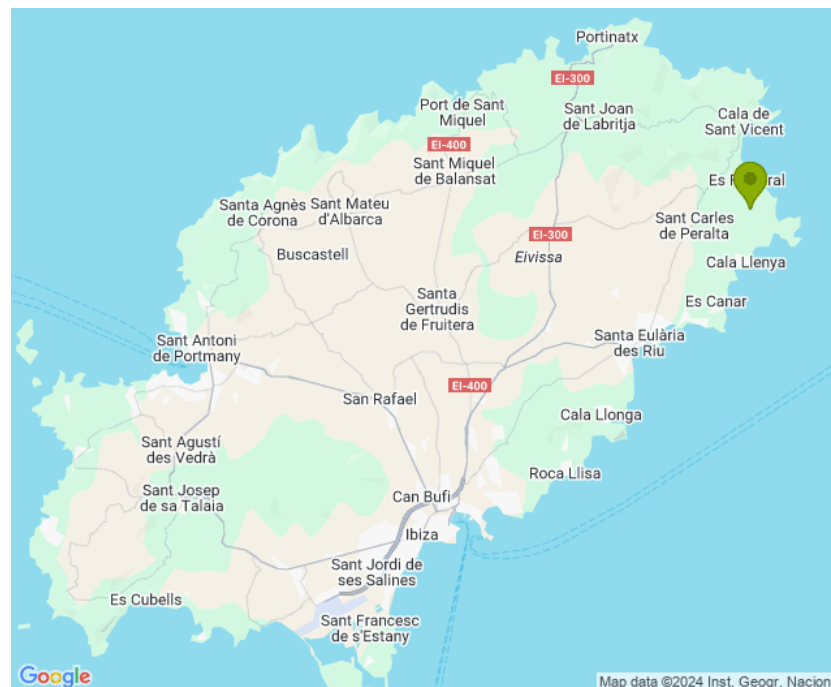 Portinatx
EI-300
Port de Sant
Miquel
Sant Joan
de Labritja
Cala de
Sant Vicent
EI-400
Sant Miquel
de Balansat
Es
ral
Santa Agnès
de Corona
Sant Mateu
d'Albarca
Sant Carles
de Peralta
EI-300
Buscastell
Eivissa
Cala Llenya
Santa
Gertrudis
de Fruitera
Es Canar
Sant Antoni
de Portmany
Santa Eulària
des Riu
EI-400
San Rafael
Cala Llonga
Sant Agustí
des Vedrà
Roca Llisa
Sant Josep
de sa Talaia
Can Bufi
Ibiza
Sant Jordi de
ses Salines
Es Cubells
Sant Francesc
de s'Estany
Google
Map data ©2024 Inst. Geogr. Nacion